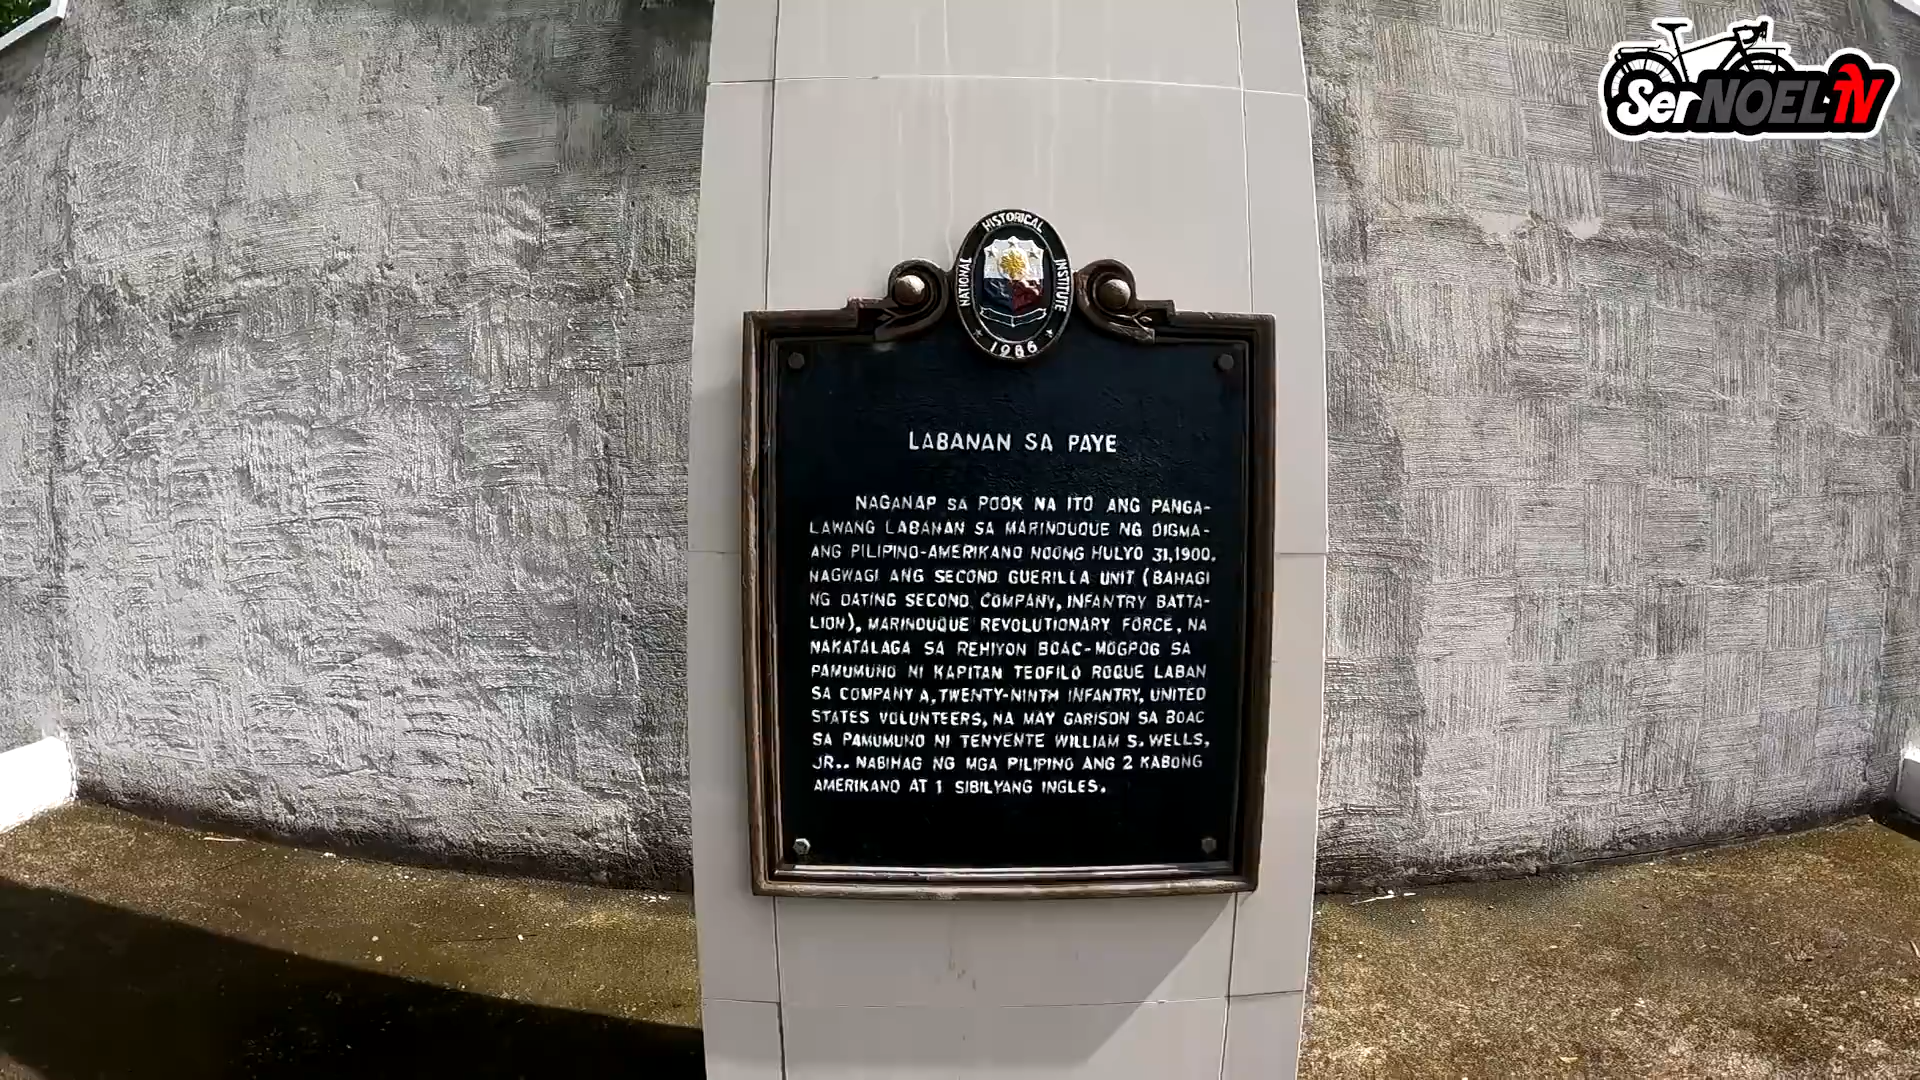 SerNOEL-TV
NATIONAL HISTORICAL INSTITUTE
1986
LABANAN SA PAYE
NAGANAP SA POOK NA ITO ANG PANGA-
LAWANG LABANAN SA MARINDUQUE NG DIGMA-
ANG PILIPINO-AMERIKANO NOONG HULYO 31,1900.
NAGWAGI ANG SECOND GUERILLA UNIT (BAHAGI
NG DATING SECOND COMPANY, INFANTRY BATTA-
LION), MARINDUQUE REVOLUTIONARY FORCE, NA
NAKATALAGA SA REHIYON BOAC-MOGPOG SA
PAMUMUNO NI KAPITAN TEOFILO ROQUE LABAN
SA COMPANY A, TWENTY-NINTH INFANTRY, UNITED
STATES VOLUNTEERS, NA MAY GARISON SA BOAC
SA PAMUMUNO NI TENYENTE WILLIAM S. WELLS,
JR.. NABIHAG NG MGA PILIPINO ANG 2 KABONG
AMERIKANO AT 1 SIBILYANG INGLES.